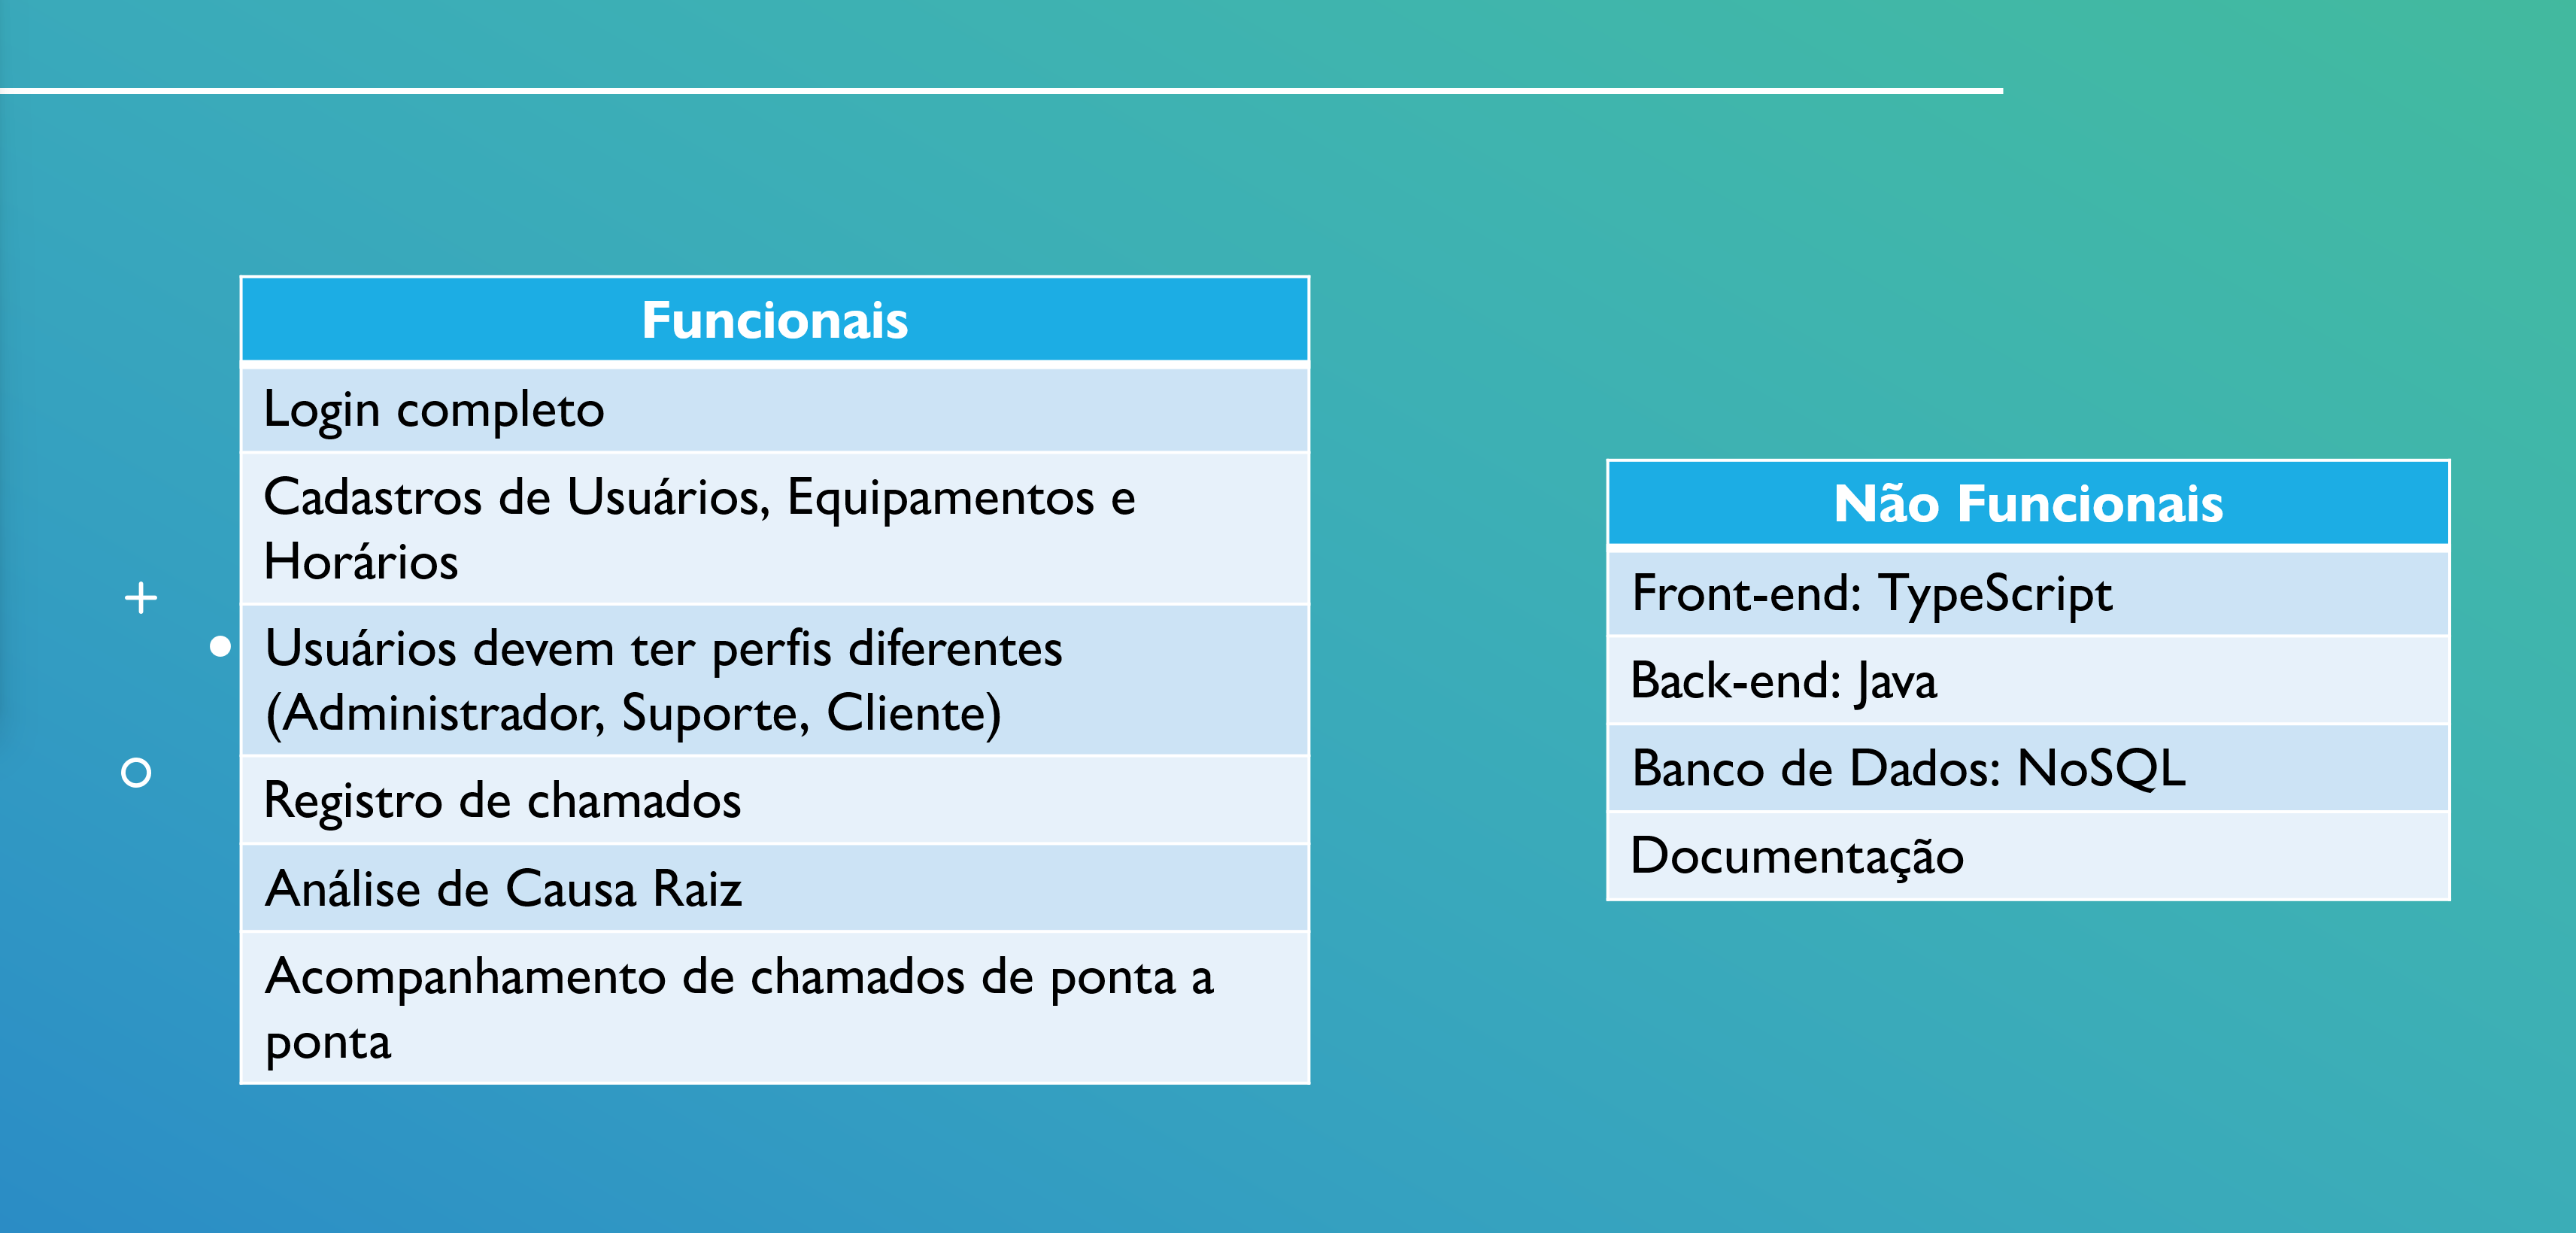 Funcionais
Login completo
Cadastros de Usuários, Equipamentos e
Horários
Usuários devem ter perfis diferentes
(Administrador, Suporte, Cliente)
Registro de chamados
Análise de Causa Raiz
Acompanhamento de chamados de ponta a
ponta
Não Funcionais
Front-end: TypeScript
Back-end: Java
Banco de Dados: NoSQL
Documentação